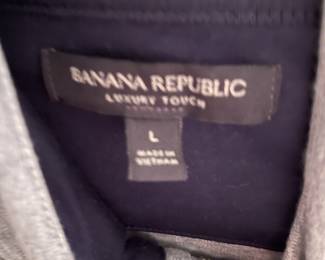 BANANA REPUBLIC
LUXURY TOUCH
L
MADE IN
VIETNAM